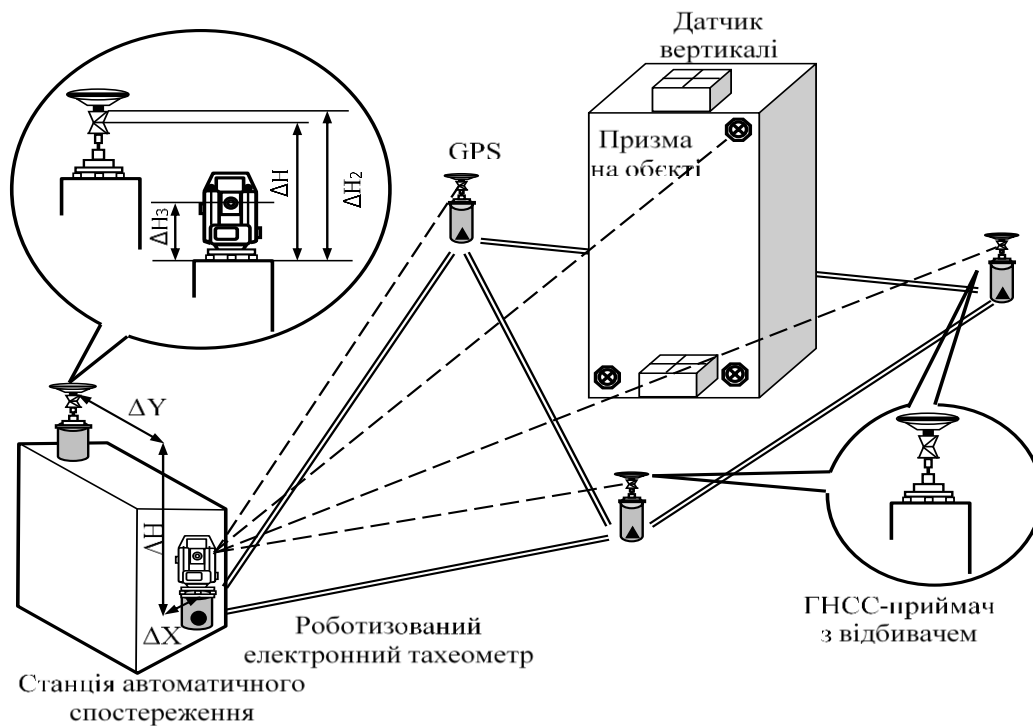 Датчик
вертикалі
Призма
на обєкті
GPS
ΔH
ΔH₂
ΔH₃
ΔY
ΔH
ΔX
Роботизований
електронний тахеометр
Станція автоматичного
спостереження
ГНСС-приймач
з відбивачем